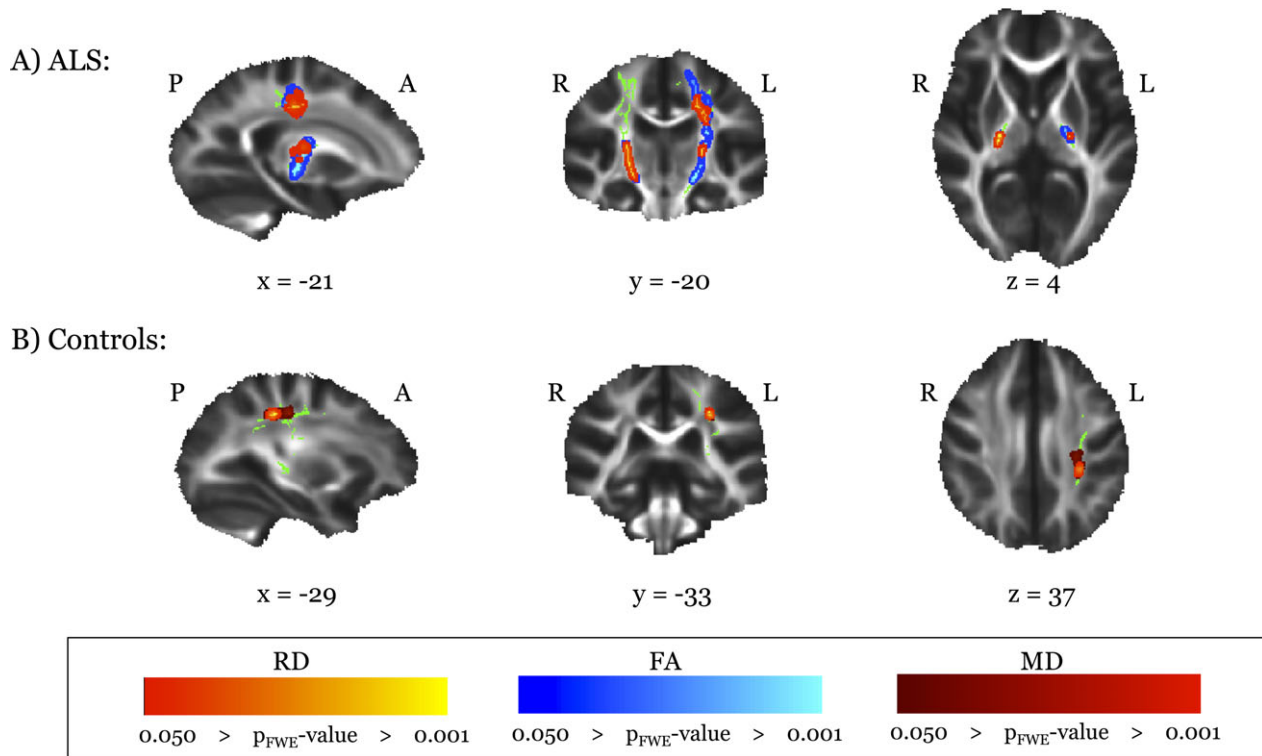 A) ALS:
P A R L R L
x = -21 y = -20 z = 4
B) Controls:
P A R L R L
x = -29 y = -33 z = 37
RD FA MD
0.050 > pFWE-value > 0.001 0.050 > pFWE-value > 0.001 0.050 > pFWE-value > 0.001